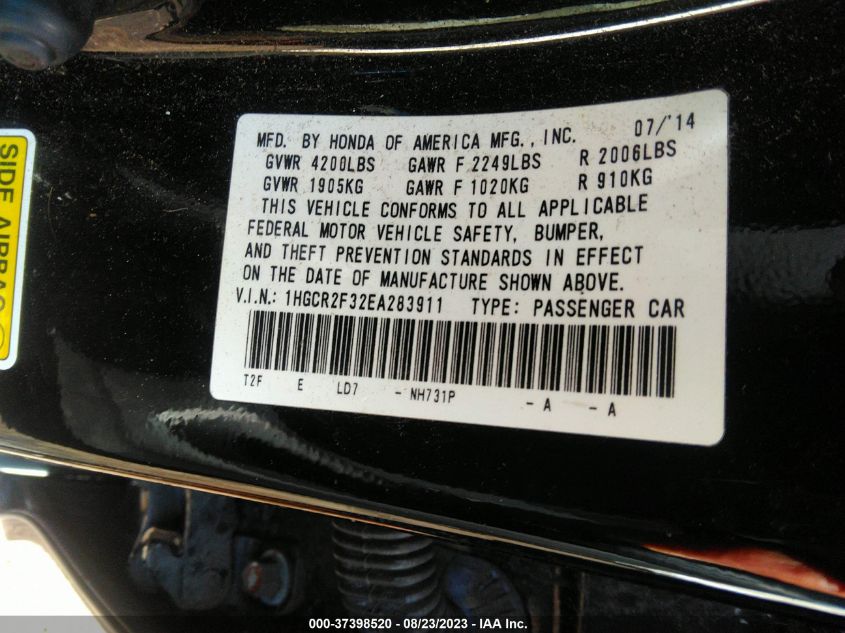 MFD. BY HONDA OF AMERICA MFG., INC. 07/'14
GVWR 4200LBS GAWR F 2249LBS R 2006LBS
GVWR 1905KG GAWR F 1020KG R 910KG
THIS VEHICLE CONFORMS TO ALL APPLICABLE
FEDERAL MOTOR VEHICLE SAFETY, BUMPER,
AND THEFT PREVENTION STANDARDS IN EFFECT
ON THE DATE OF MANUFACTURE SHOWN ABOVE.
V.I.N.: 1HGCR2F32EA283911 TYPE: PASSENGER CAR
T2F E LD7 - NH731P - A - A
SIDE AIRBAG
000-37398520 / 08/23/2023 - IAA Inc.